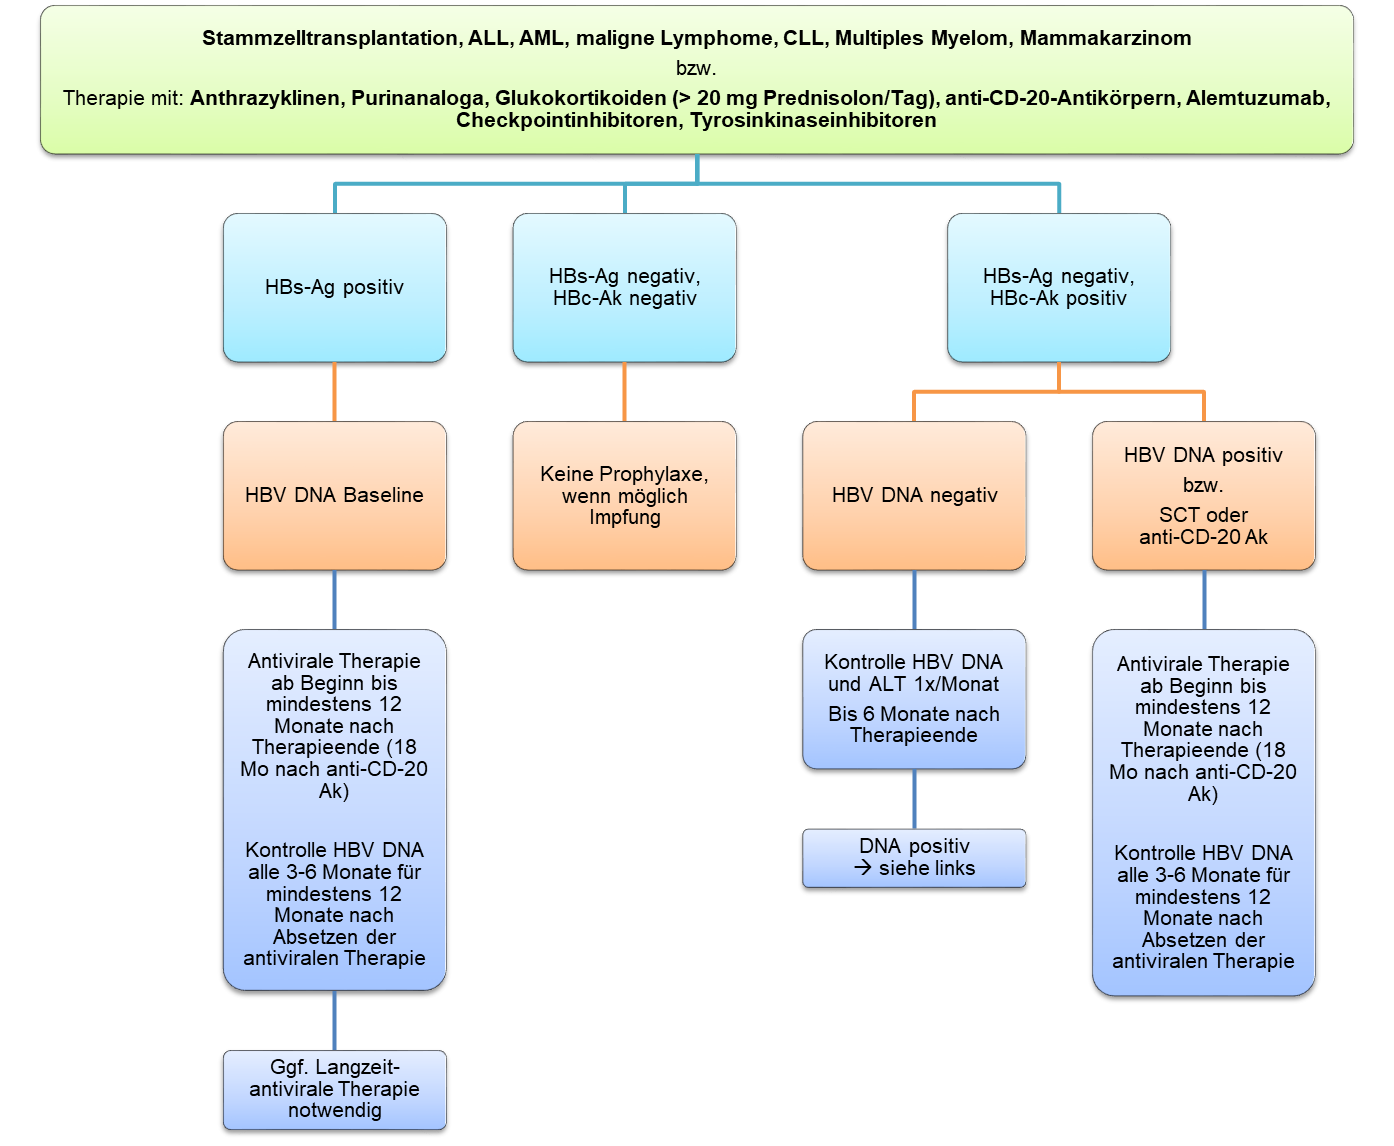 Stammzelltransplantation, ALL, AML, maligne Lymphome, CLL, Multiples Myelom, Mammakarzinom
bzw.
Therapie mit: Anthrazyklinen, Purinanaloga, Glukokortikoiden (> 20 mg Prednisolon/Tag), anti-CD-20-Antikörpern, Alemtuzumab,
Checkpointinhibitoren, Tyrosinkinaseinhibitoren
HBs-Ag positiv
HBs-Ag negativ,
HBc-Ak negativ
HBs-Ag negativ,
HBc-Ak positiv
HBV DNA Baseline
Keine Prophylaxe,
wenn möglich
Impfung
HBV DNA negativ
HBV DNA positiv
bzw.
SCT oder
anti-CD-20 Ak
Antivirale Therapie
ab Beginn bis
mindestens 12
Monate nach
Therapieende (18
Mo nach anti-CD-20
Ak)
Kontrolle HBV DNA
alle 3-6 Monate für
mindestens 12
Monate nach
Absetzen der
antiviralen Therapie
Kontrolle HBV DNA
und ALT 1x/Monat
Bis 6 Monate nach
Therapieende
DNA positiv
→ siehe links
Antivirale Therapie
ab Beginn bis
mindestens 12
Monate nach
Therapieende (18
Mo nach anti-CD-20
Ak)
Kontrolle HBV DNA
alle 3-6 Monate für
mindestens 12
Monate nach
Absetzen der
antiviralen Therapie
Ggf. Langzeit-
antivirale Therapie
notwendig